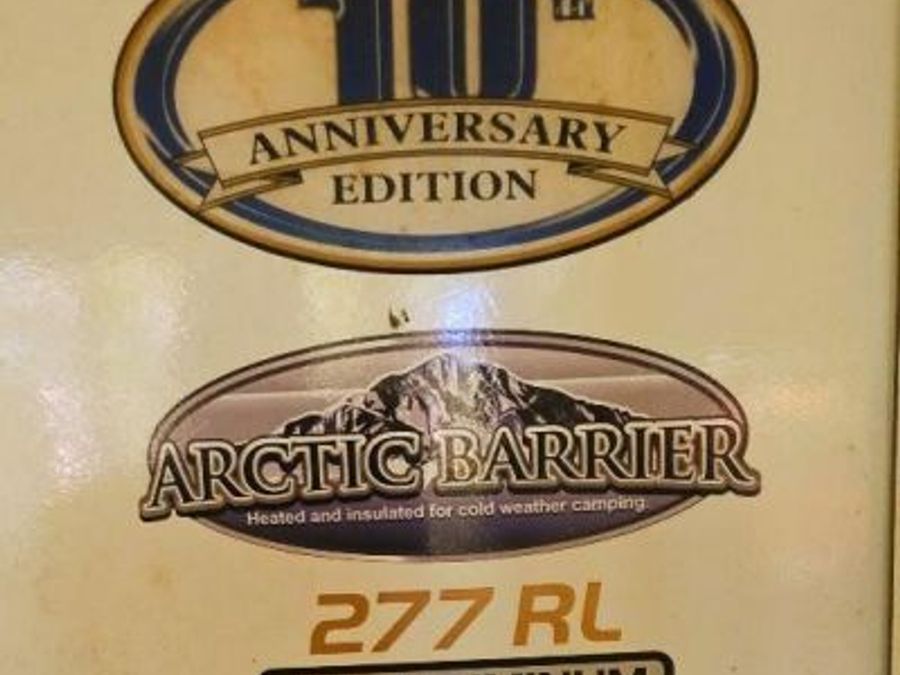 10TH
ANNIVERSARY
EDITION
ARCTIC BARRIER
Heated and insulated for cold weather camping.
277 RL